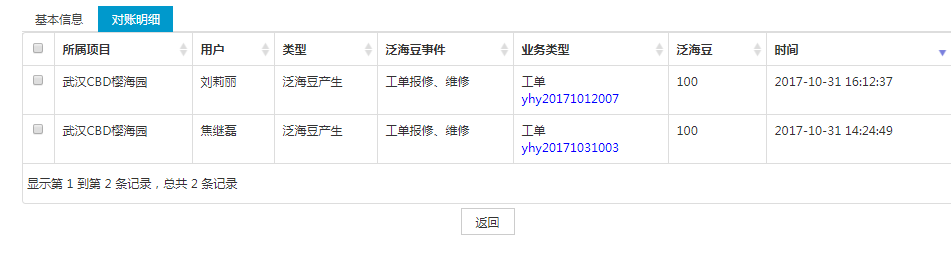 基本信息 对账明细
所属项目 用户 类型 泛海豆事件 业务类型 泛海豆 时间
武汉CBD樱海园 刘莉丽 泛海豆产生 工单报修、维修 工单 100 2017-10-31 16:12:37
yhy20171012007
武汉CBD樱海园 焦继磊 泛海豆产生 工单报修、维修 工单 100 2017-10-31 14:24:49
yhy20171031003
显示第 1 到第 2 条记录，总共 2 条记录
返回